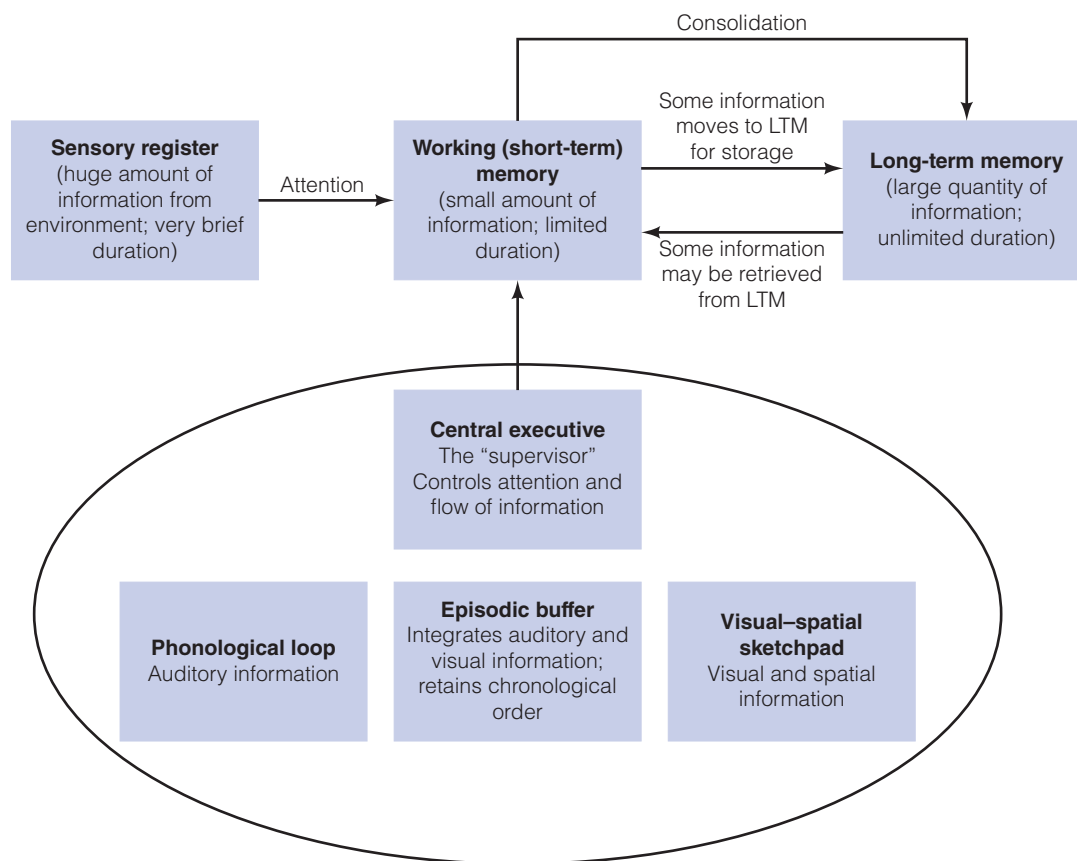 Consolidation
Sensory register
(huge amount of
information from
environment; very brief
duration)
Attention
Working (short-term)
memory
(small amount of
information; limited
duration)
Some information
moves to LTM
for storage
Some information
may be retrieved
from LTM
Long-term memory
(large quantity of
information;
unlimited duration)
Central executive
The “supervisor”
Controls attention and
flow of information
Phonological loop
Auditory information
Episodic buffer
Integrates auditory and
visual information;
retains chronological
order
Visual–spatial
sketchpad
Visual and spatial
information